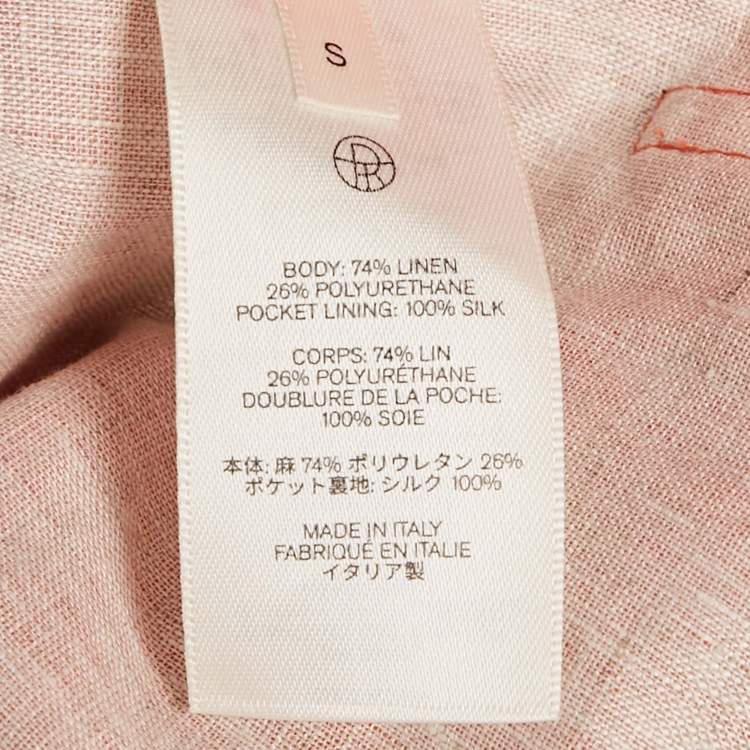 S
BODY: 74% LINEN
26% POLYURETHANE
POCKET LINING: 100% SILK
CORPS: 74% LIN
26% POLYURÉTHANE
DOUBLURE DE LA POCHE:
100% SOIE
本体: 麻 74% ポリウレタン 26%
ポケット裏地: シルク 100%
MADE IN ITALY
FABRIQUÉ EN ITALIE
イタリア製